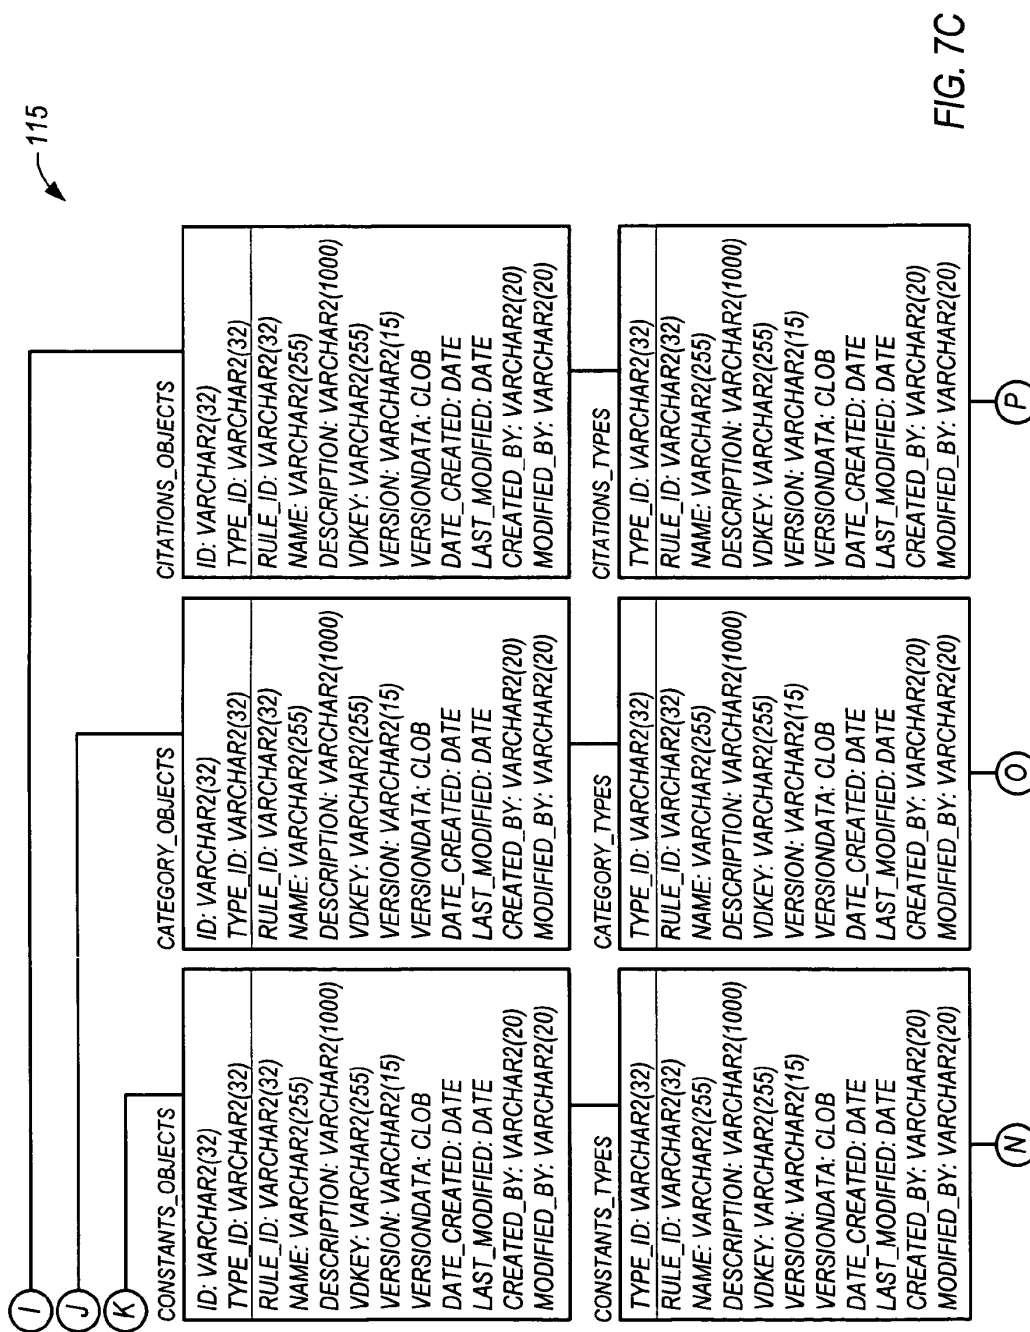 I
J
K
115
CONSTANTS_OBJECTS
ID: VARCHAR2(32)
TYPE_ID: VARCHAR2(32)
RULE_ID: VARCHAR2(32)
NAME: VARCHAR2(255)
DESCRIPTION: VARCHAR2(1000)
VDKEY: VARCHAR2(255)
VERSION: VARCHAR2(15)
VERSIONDATA: CLOB
DATE_CREATED: DATE
LAST_MODIFIED: DATE
CREATED_BY: VARCHAR2(20)
MODIFIED_BY: VARCHAR2(20)
CATEGORY_OBJECTS
ID: VARCHAR2(32)
TYPE_ID: VARCHAR2(32)
RULE_ID: VARCHAR2(32)
NAME: VARCHAR2(255)
DESCRIPTION: VARCHAR2(1000)
VDKEY: VARCHAR2(255)
VERSION: VARCHAR2(15)
VERSIONDATA: CLOB
DATE_CREATED: DATE
LAST_MODIFIED: DATE
CREATED_BY: VARCHAR2(20)
MODIFIED_BY: VARCHAR2(20)
CITATIONS_OBJECTS
ID: VARCHAR2(32)
TYPE_ID: VARCHAR2(32)
RULE_ID: VARCHAR2(32)
NAME: VARCHAR2(255)
DESCRIPTION: VARCHAR2(1000)
VDKEY: VARCHAR2(255)
VERSION: VARCHAR2(15)
VERSIONDATA: CLOB
DATE_CREATED: DATE
LAST_MODIFIED: DATE
CREATED_BY: VARCHAR2(20)
MODIFIED_BY: VARCHAR2(20)
CONSTANTS_TYPES
TYPE_ID: VARCHAR2(32)
RULE_ID: VARCHAR2(32)
NAME: VARCHAR2(255)
DESCRIPTION: VARCHAR2(1000)
VDKEY: VARCHAR2(255)
VERSION: VARCHAR2(15)
VERSIONDATA: CLOB
DATE_CREATED: DATE
LAST_MODIFIED: DATE
CREATED_BY: VARCHAR2(20)
MODIFIED_BY: VARCHAR2(20)
CATEGORY_TYPES
TYPE_ID: VARCHAR2(32)
RULE_ID: VARCHAR2(32)
NAME: VARCHAR2(255)
DESCRIPTION: VARCHAR2(1000)
VDKEY: VARCHAR2(255)
VERSION: VARCHAR2(15)
VERSIONDATA: CLOB
DATE_CREATED: DATE
LAST_MODIFIED: DATE
CREATED_BY: VARCHAR2(20)
MODIFIED_BY: VARCHAR2(20)
CITATIONS_TYPES
TYPE_ID: VARCHAR2(32)
RULE_ID: VARCHAR2(32)
NAME: VARCHAR2(255)
DESCRIPTION: VARCHAR2(1000)
VDKEY: VARCHAR2(255)
VERSION: VARCHAR2(15)
VERSIONDATA: CLOB
DATE_CREATED: DATE
LAST_MODIFIED: DATE
CREATED_BY: VARCHAR2(20)
MODIFIED_BY: VARCHAR2(20)
N
O
P
FIG. 7C